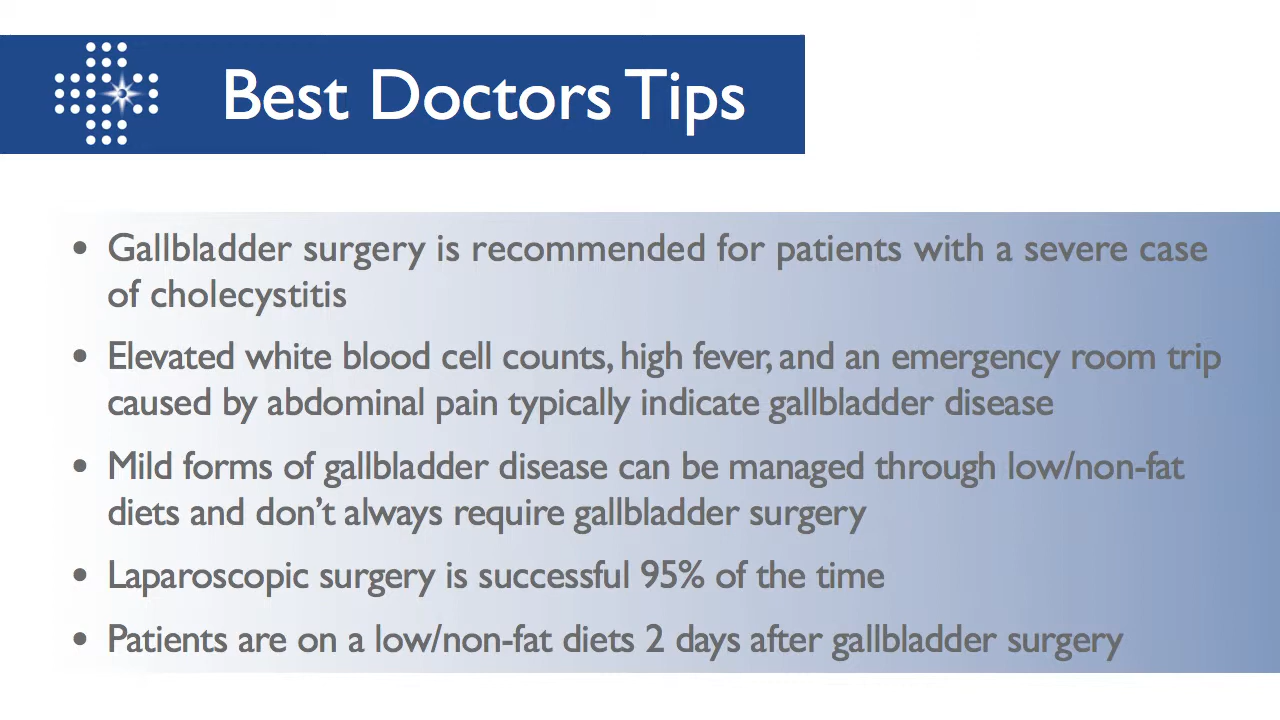 Best Doctors Tips
• Gallbladder surgery is recommended for patients with a severe case
of cholecystitis
• Elevated white blood cell counts, high fever, and an emergency room trip
caused by abdominal pain typically indicate gallbladder disease
• Mild forms of gallbladder disease can be managed through low/non-fat
diets and don’t always require gallbladder surgery
• Laparoscopic surgery is successful 95% of the time
• Patients are on a low/non-fat diets 2 days after gallbladder surgery